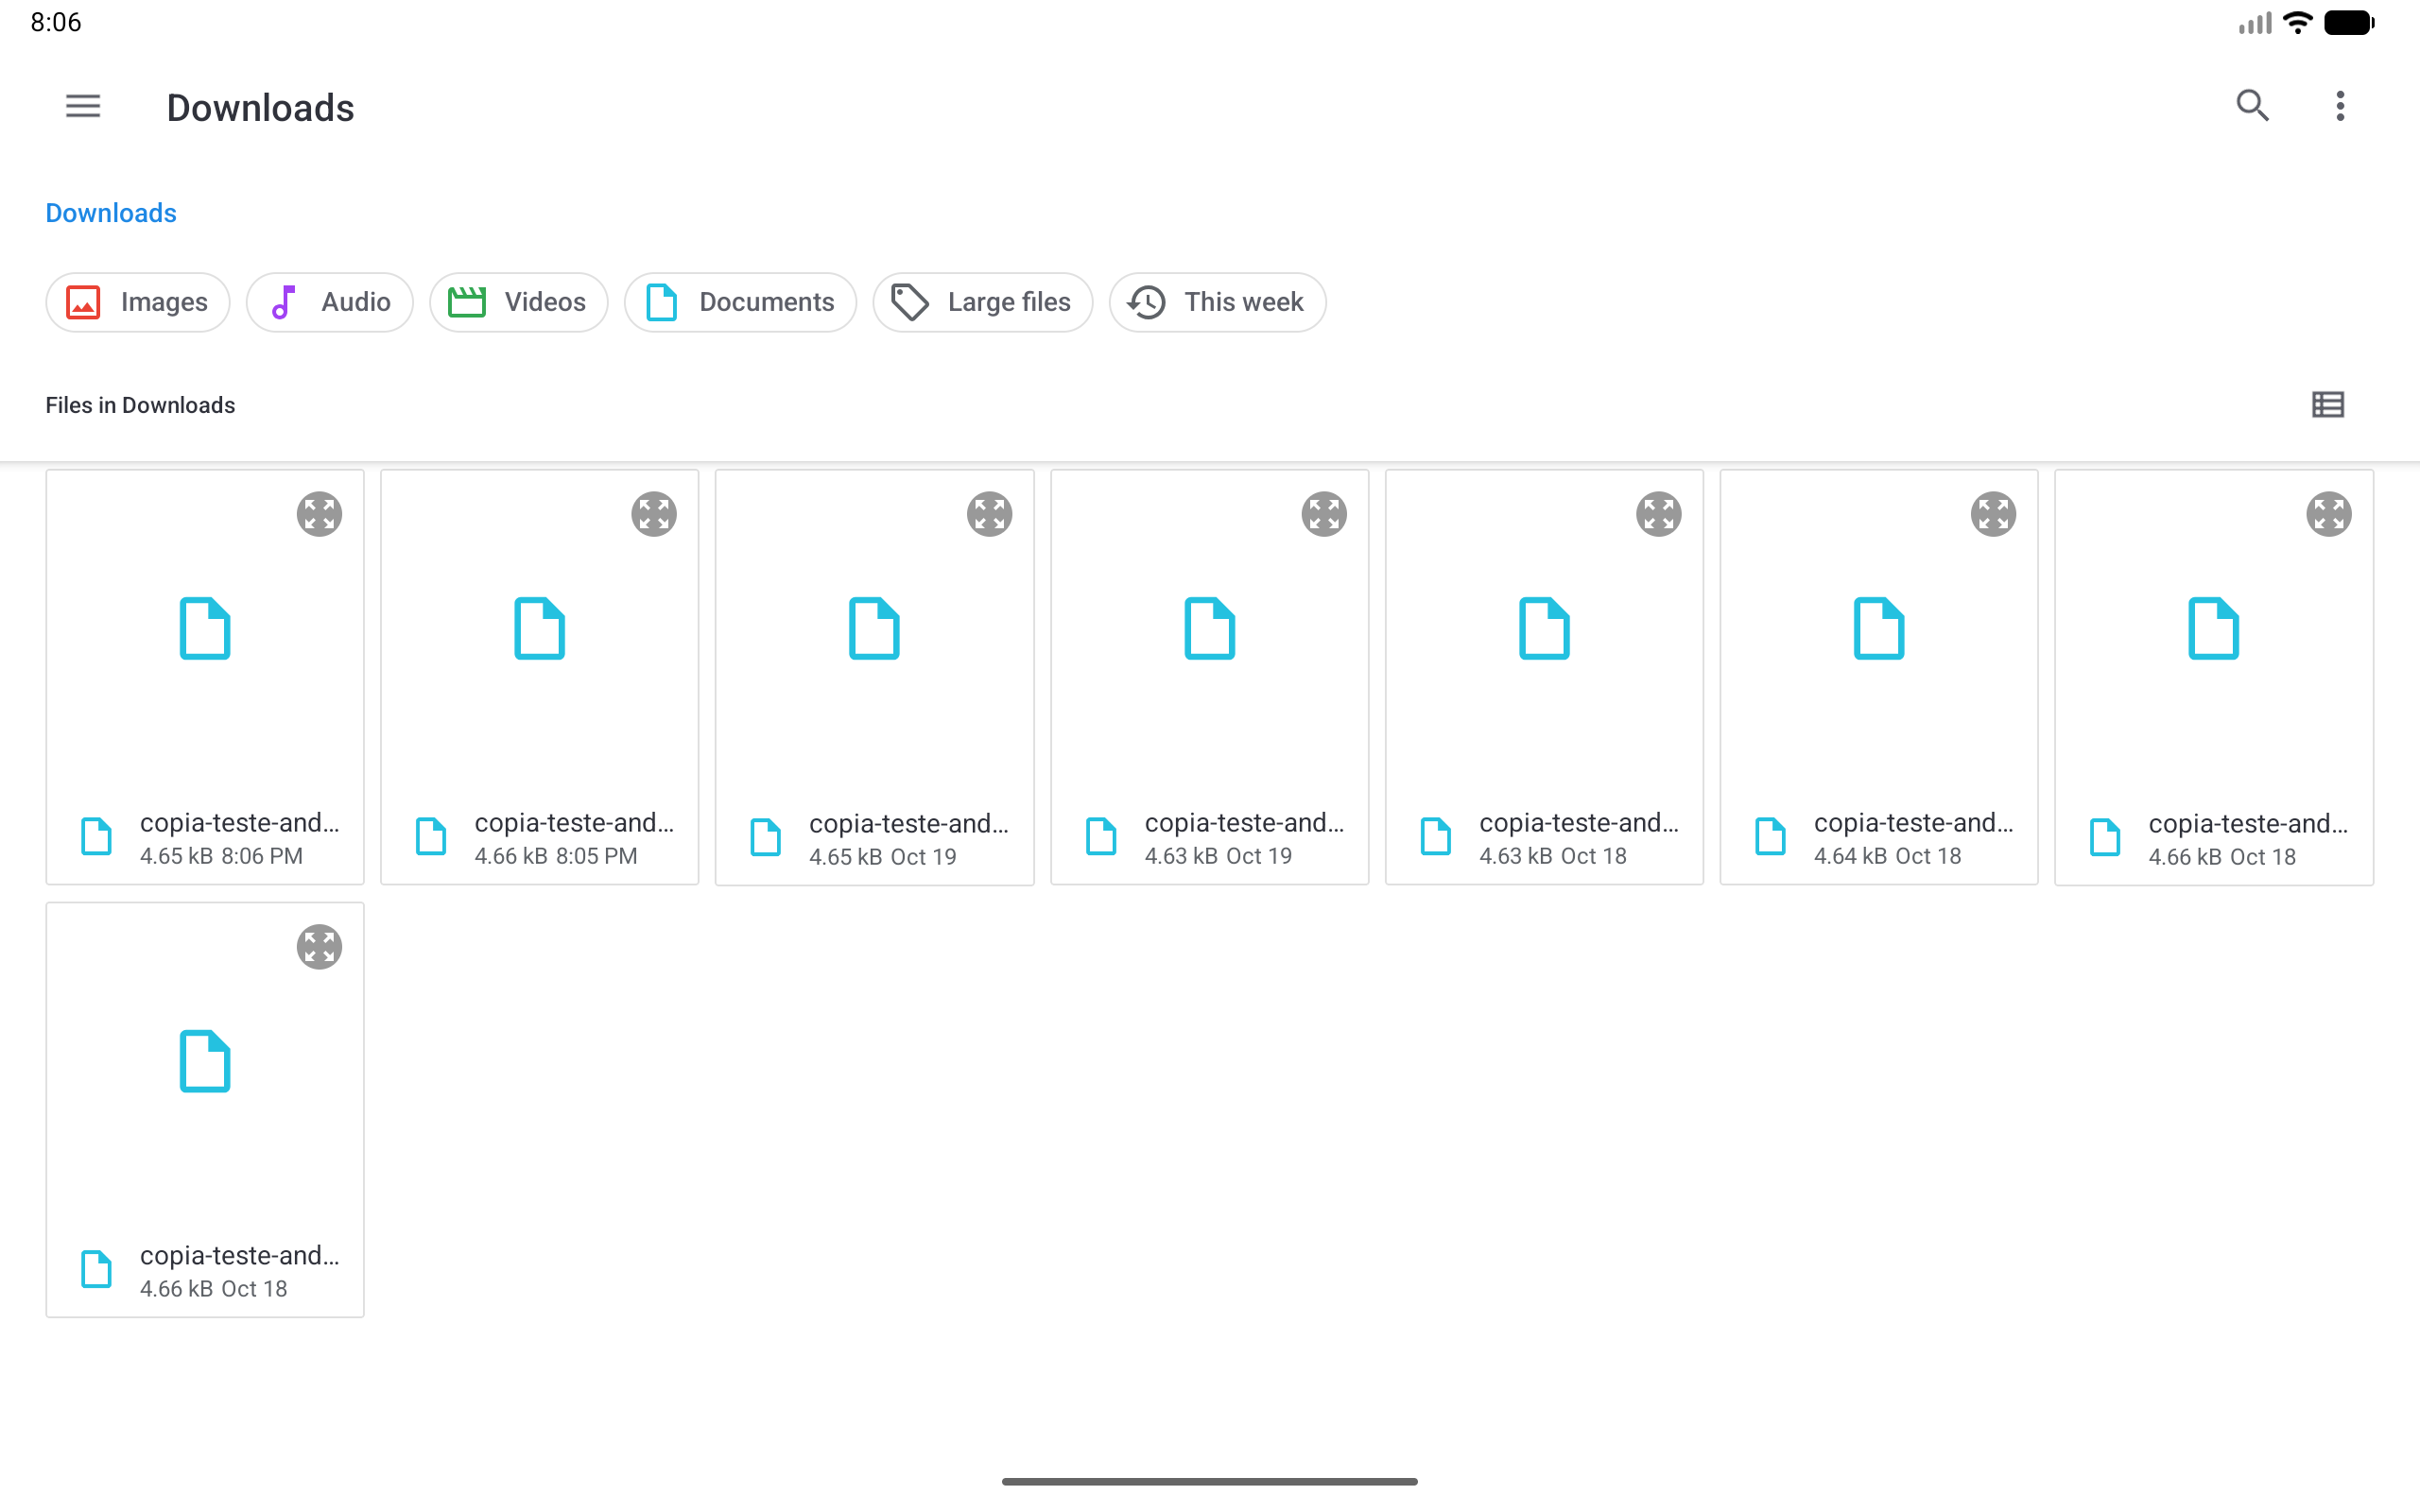 8:06
Downloads
Downloads
Images
Audio
Videos
Documents
Large files
This week
Files in Downloads
copia-teste-and...
4.65 kB 8:06 PM
copia-teste-and...
4.66 kB 8:05 PM
copia-teste-and...
4.65 kB Oct 19
copia-teste-and...
4.63 kB Oct 19
copia-teste-and...
4.63 kB Oct 18
copia-teste-and...
4.64 kB Oct 18
copia-teste-and...
4.66 kB Oct 18
copia-teste-and...
4.66 kB Oct 18